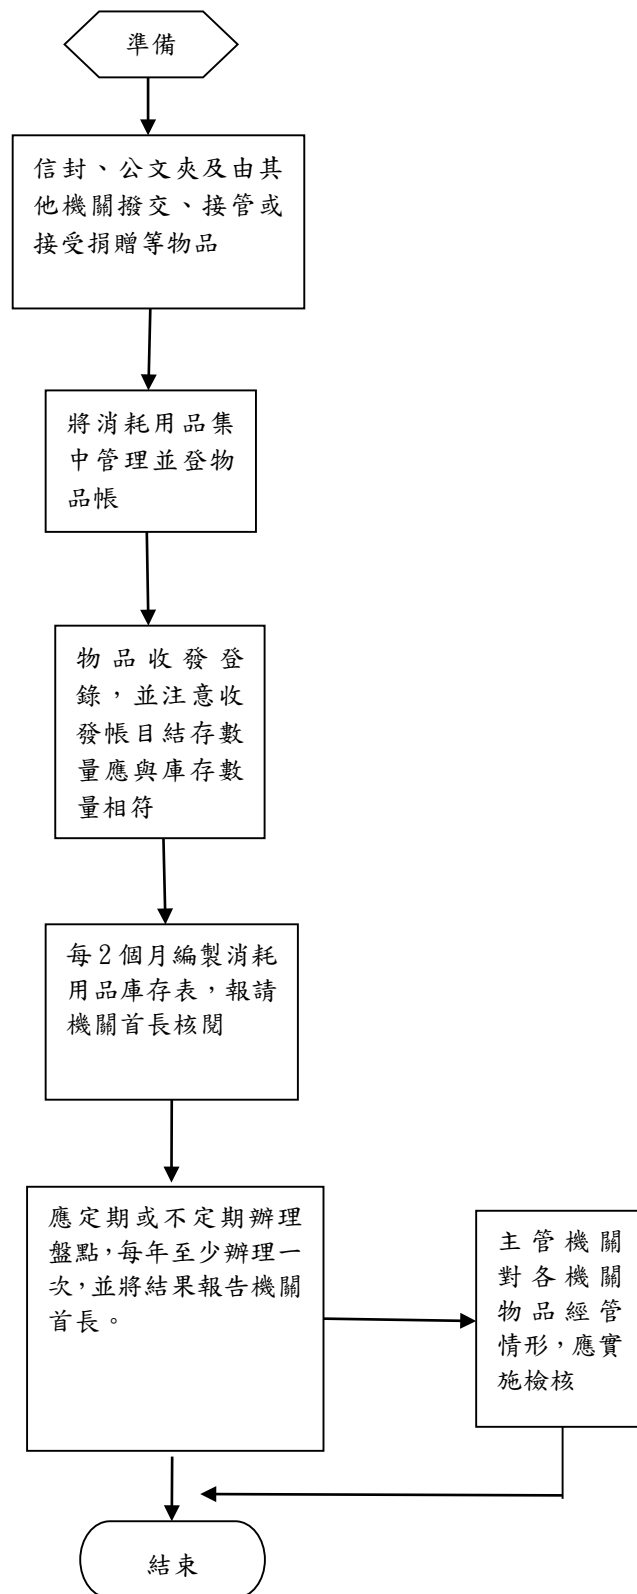 準備
信封、公文夾及由其
他機關撥交、接管或
接受捐贈等物品
將消耗用品集
中管理並登物
品帳
物品收發登
錄，並注意收
發帳目結存數
量應與庫存數
量相符
每2個月編製消耗
用品庫存表，報請
機關首長核閱
應定期或不定期辦理
盤點，每年至少辦理一
次，並將結果報告機關
首長。
主管機關
對各機關
物品經管
情形，應實
施檢核
結束